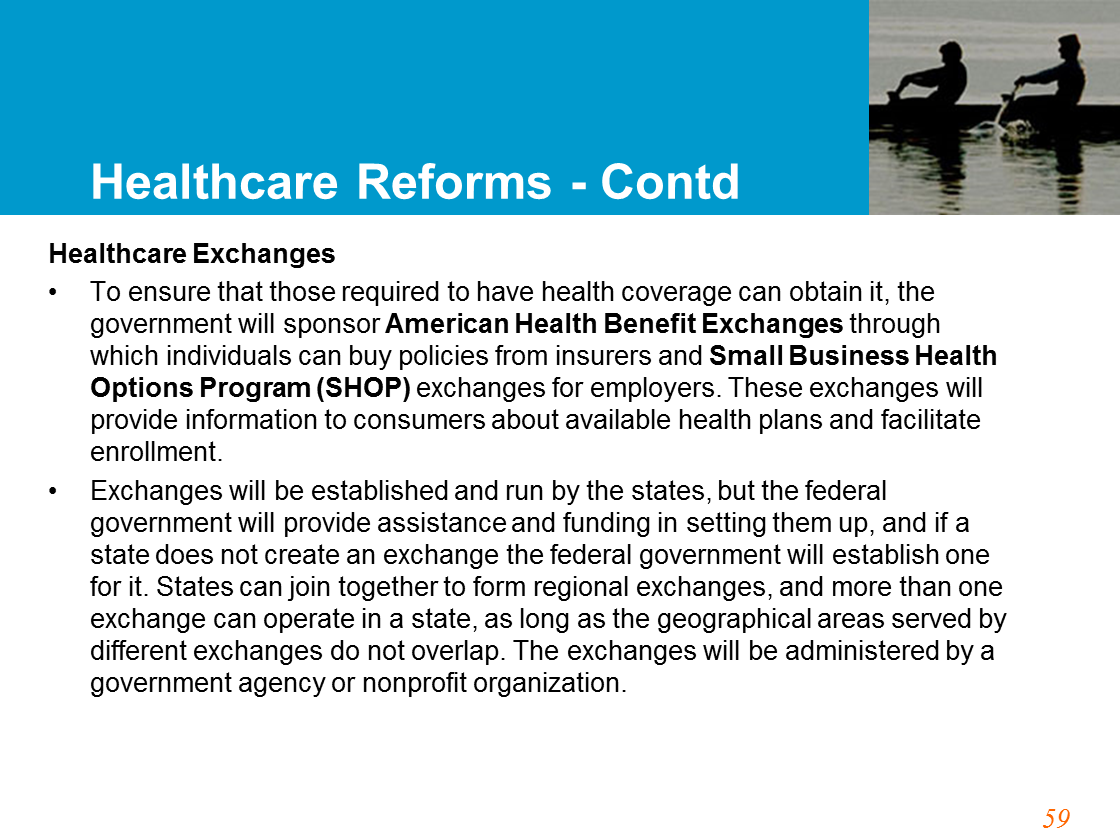 Healthcare Reforms - Contd
Healthcare Exchanges
• To ensure that those required to have health coverage can obtain it, the
government will sponsor American Health Benefit Exchanges through
which individuals can buy policies from insurers and Small Business Health
Options Program (SHOP) exchanges for employers. These exchanges will
provide information to consumers about available health plans and facilitate
enrollment.
• Exchanges will be established and run by the states, but the federal
government will provide assistance and funding in setting them up, and if a
state does not create an exchange the federal government will establish one
for it. States can join together to form regional exchanges, and more than one
exchange can operate in a state, as long as the geographical areas served by
different exchanges do not overlap. The exchanges will be administered by a
government agency or nonprofit organization.
59